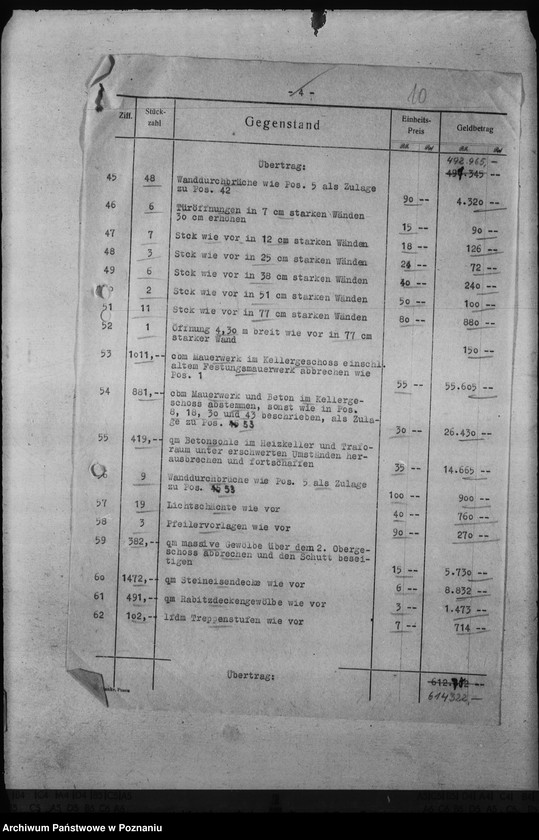 - 4 -
10
Ziff. Stück-zahl Gegenstand Einheits-Preis Geldbetrag
Übertrag: 492.965,—
45 48 Wanddurchbrüche wie Pos. 5 als Zulage
zu Pos. 42 90 -- 4.320 --
46 6 Türöffnungen in 7 cm starken Wänden
30 cm erhöhen 15 -- 90 --
47 7 Stck wie vor in 12 cm starken Wänden 18 -- 126 --
48 3 Stck wie vor in 25 cm starken Wänden 24 -- 72 --
49 6 Stck wie vor in 38 cm starken Wänden 40 -- 240 --
2 Stck wie vor in 51 cm starken Wänden 50 -- 100 --
51 11 Stck wie vor in 77 cm starken Wänden 80 -- 880 --
52 1 Öffnung 4,30 m breit wie vor in 77 cm
starker Wand 150 --
53 1011,-- cbm Mauerwerk im Kellergeschoss einschl.
altem Festungsmauerwerk abbrechen wie
Pos. 1 55 -- 55.605 --
54 881,-- cbm Mauerwerk und Beton im Kellerge-
schoss abstemmen, sonst wie in Pos.
8, 18, 30 und 43 beschrieben, als Zula-
ge zu Pos. 53 30 -- 26.430 --
55 419,-- qm Betonsohle im Heizkeller und Trafo-
raum unter erschwerten Umständen her-
ausbrechen und fortschaffen 35 -- 14.665 --
56 9 Wanddurchbrüche wie Pos. 5 als Zulage
zu Pos. 53 100 -- 900 --
57 19 Lichtschächte wie vor 40 -- 760 --
58 3 Pfeilervorlagen wie vor 90 -- 270 --
59 382,-- qm massive Gewölbe über dem 2. Oberge-
schoss abbrechen und den Schutt besei-
tigen 15 -- 5.730 --
60 1472,-- qm Steineisendecke wie vor 6 -- 8.832 --
61 491,-- qm Rabitzdeckengewölbe wie vor 3 -- 1.473 --
62 102,-- lfdm Treppenstufen wie vor 7 -- 714 --
Übertrag:
614322,—
Archiwum Państwowe w Poznaniu